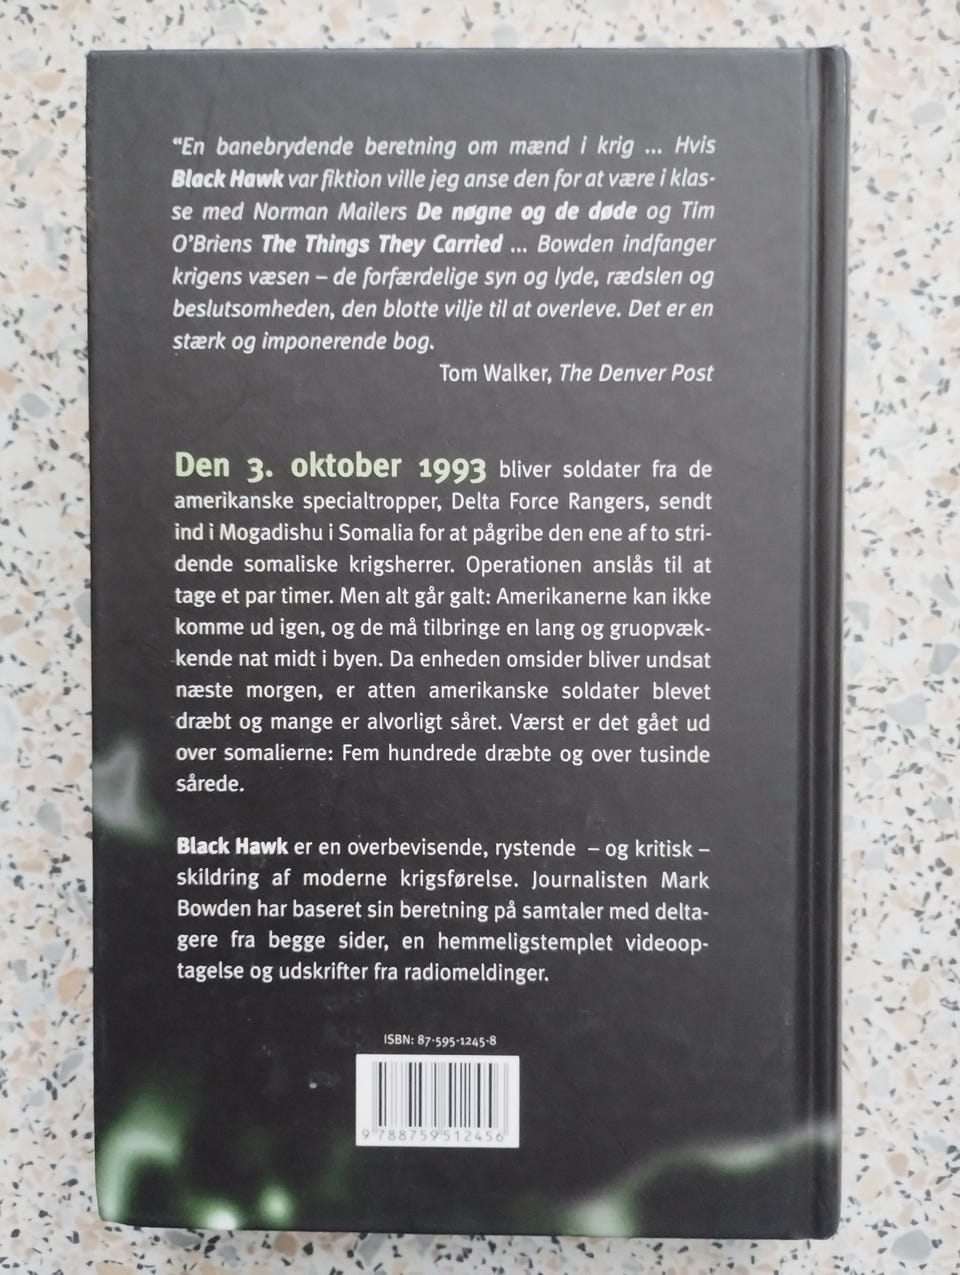 “En banebrydende beretning om mænd i krig ... Hvis
Black Hawk var fiktion ville jeg anse den for at være i klas-
se med Norman Mailers De nøgne og de døde og Tim
O’Briens The Things They Carried ... Bowden indfanger
krigens væsen – de forfærdelige syn og lyde, rædslen og
beslutsomheden, den blotte vilje til at overleve. Det er en
stærk og imponerende bog.
Tom Walker, The Denver Post
Den 3. oktober 1993 bliver soldater fra de
amerikanske specialtropper, Delta Force Rangers, sendt
ind i Mogadishu i Somalia for at pågribe den ene af to stri-
dende somaliske krigsherrer. Operationen anslås til at
tage et par timer. Men alt går galt: Amerikanerne kan ikke
komme ud igen, og de må tilbringe en lang og gruopvæk-
kende nat midt i byen. Da enheden omsider bliver undsat
næste morgen, er atten amerikanske soldater blevet
dræbt og mange er alvorligt såret. Værst er det gået ud
over somalierne: Fem hundrede dræbte og over tusinde
sårede.
Black Hawk er en overbevisende, rystende – og kritisk –
skildring af moderne krigsførelse. Journalisten Mark
Bowden har baseret sin beretning på samtaler med delta-
gere fra begge sider, en hemmeligstemplet videoop-
tagelse og udskrifter fra radiomeldinger.
ISBN: 87-595-1245-8
9 788759 512456